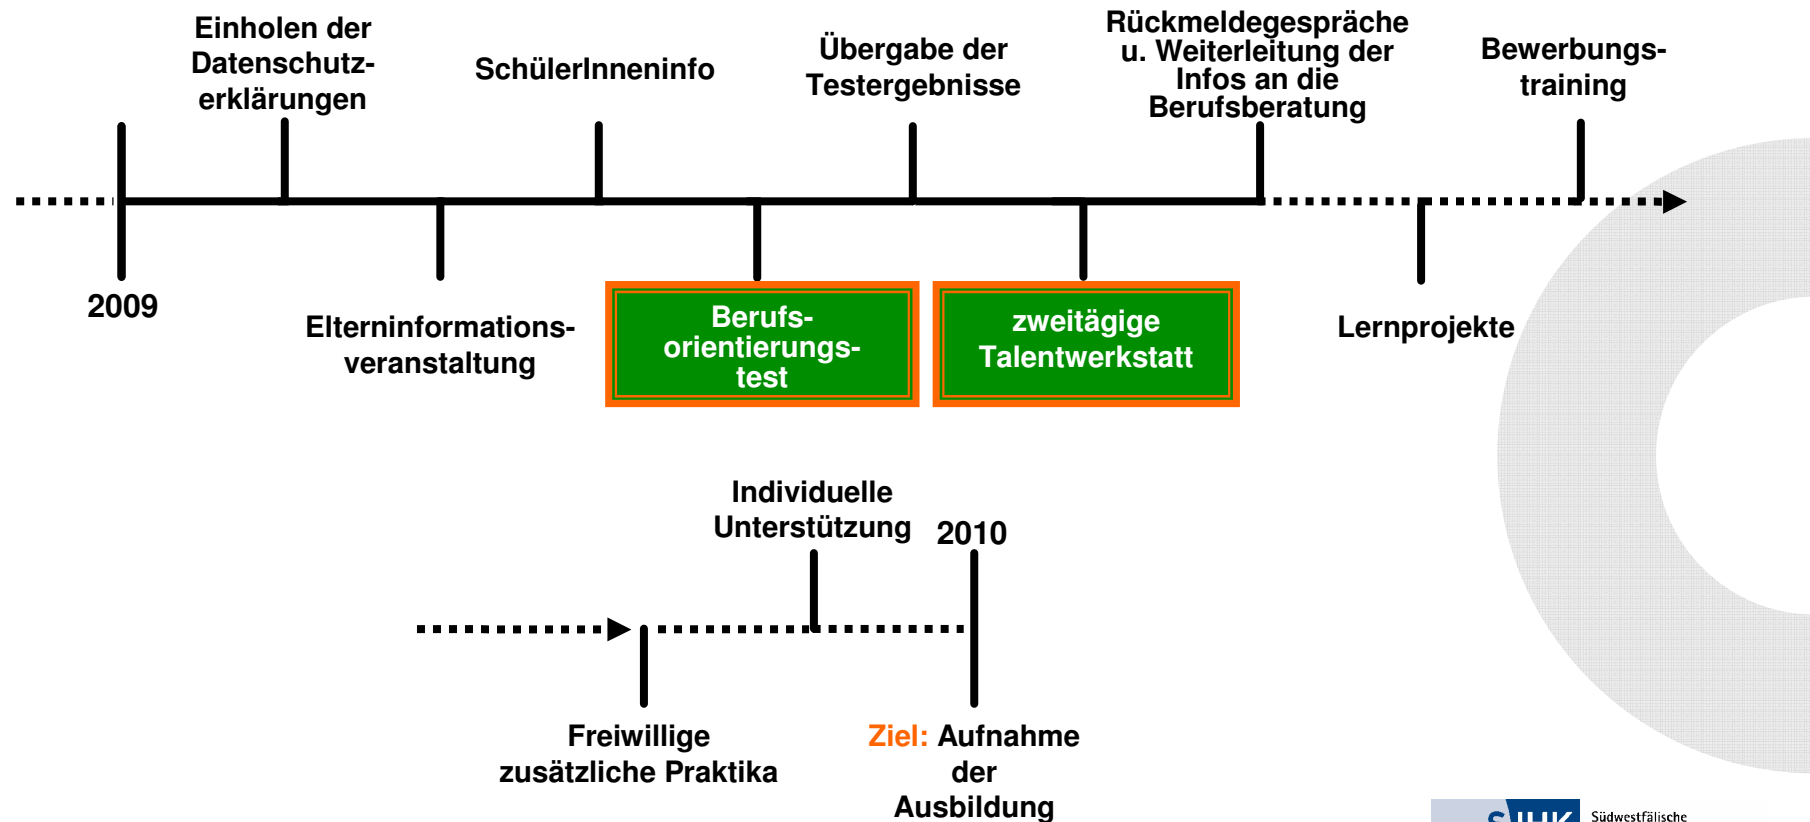 Einholen der
Datenschutz-
erklärungen
SchülerInneninfo
Übergabe der
Testergebnisse
Rückmeldegespräche
u. Weiterleitung der
Infos an die
Berufsberatung
Bewerbungs-
training
2009
Elterninformations-
veranstaltung
Berufs-
orientierungs-
test
zweitägige
Talentwerkstatt
Lernprojekte
Individuelle
Unterstützung
2010
Freiwillige
zusätzliche Praktika
Ziel: Aufnahme
der
Ausbildung
SIHK
Südwestfälische